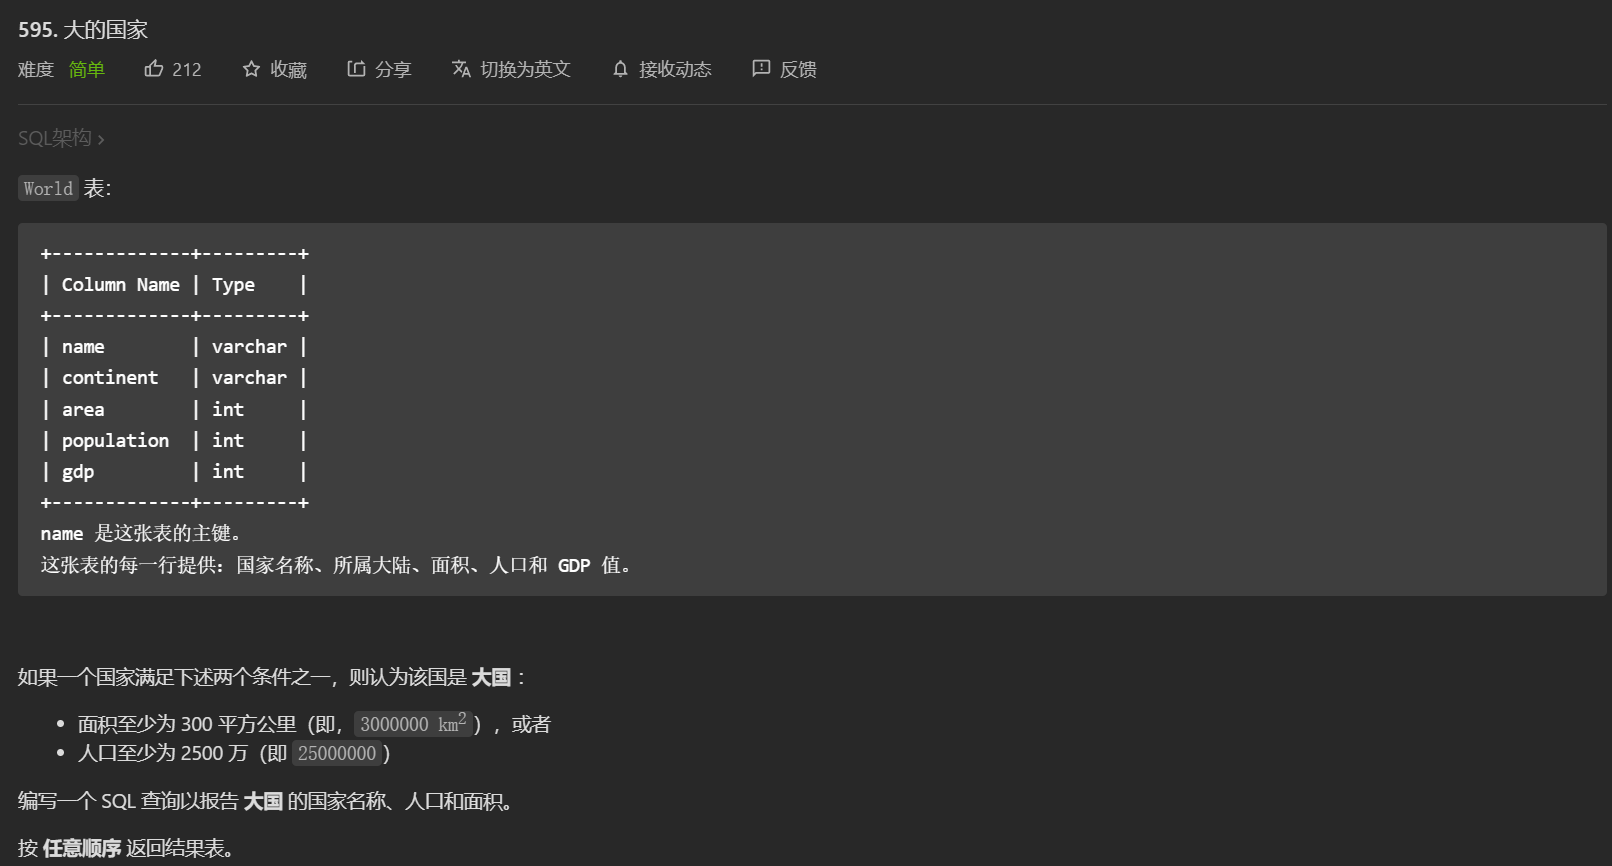 595. 大的国家
难度 简单 212 收藏 分享 切换为英文 接收动态 反馈
SQL架构 ›
World 表：
+-------------+---------+
| Column Name | Type    |
+-------------+---------+
| name        | varchar |
| continent   | varchar |
| area        | int     |
| population  | int     |
| gdp         | int     |
+-------------+---------+
name 是这张表的主键。
这张表的每一行提供：国家名称、所属大陆、面积、人口和 GDP 值。
如果一个国家满足下述两个条件之一，则认为该国是 大国 ：
• 面积至少为 300 平方公里（即，3000000 km²），或者
• 人口至少为 2500 万（即 25000000）
编写一个 SQL 查询以报告 大国 的国家名称、人口和面积。
按 任意顺序 返回结果表。